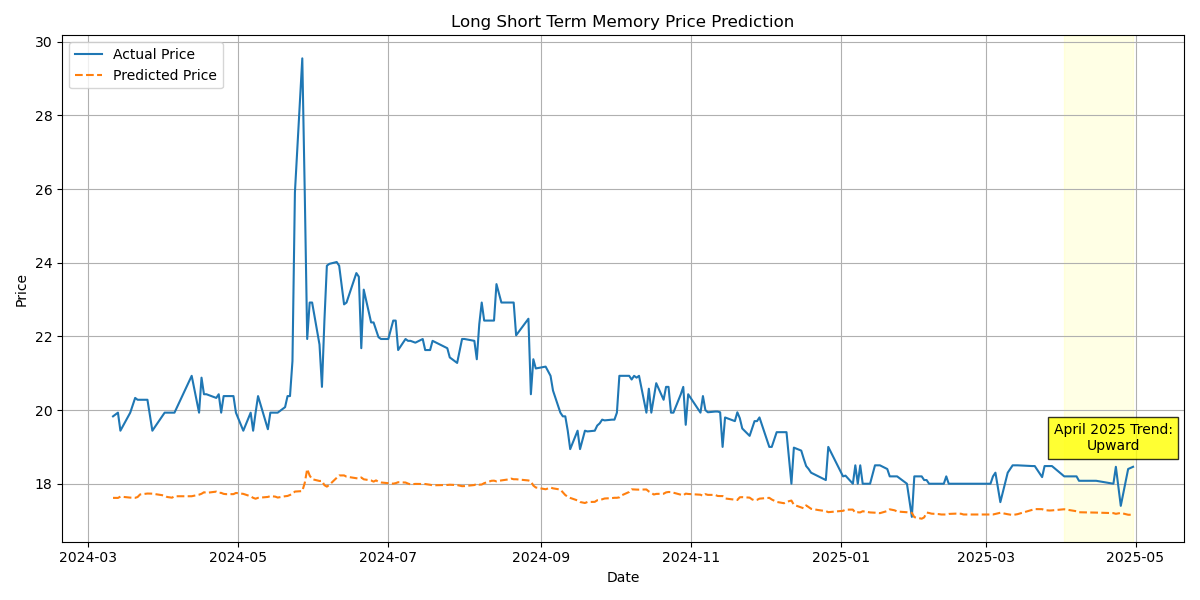 Long Short Term Memory Price Prediction
Actual Price
Predicted Price
30
28
26
24
22
20
18
Price
April 2025 Trend:
Upward
2024-03 2024-05 2024-07 2024-09 2024-11 2025-01 2025-03 2025-05
Date